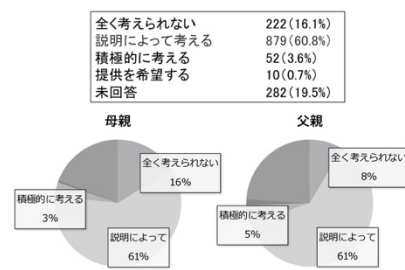 全く考えられない 222(16.1%)
説明によって考える 879(60.8%)
積極的に考える 52(3.6%)
提供を希望する 10(0.7%)
未回答 282(19.5%)
母親
父親
全く考えられない
16%
積極的に考える
3%
説明によって
61%
全く考えられない
8%
積極的に考える
5%
説明によって
61%